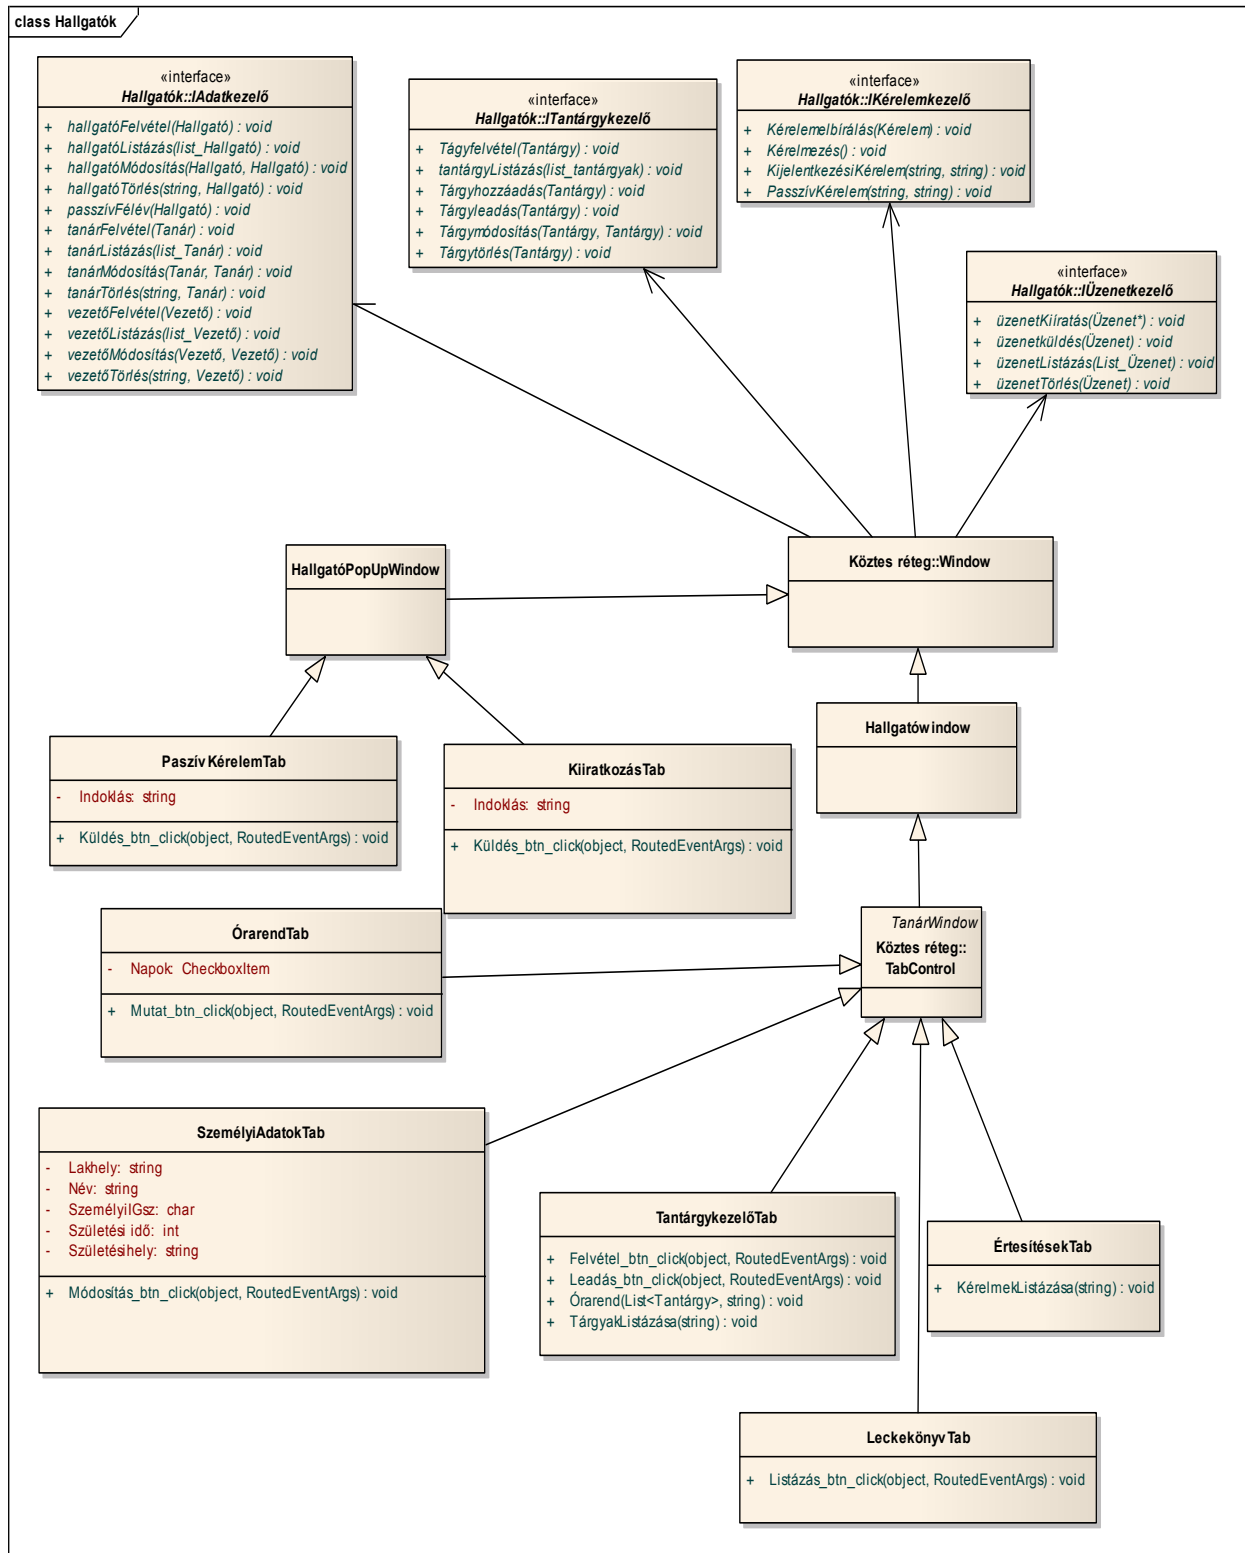 class Hallgatók
«interface»
Hallgatók::IAdatkezelő
+ hallgatóFelvétel(Hallgató) : void
+ hallgatóListázás(list_Hallgató) : void
+ hallgatóMódosítás(Hallgató, Hallgató) : void
+ hallgatóTörlés(string, Hallgató) : void
+ passzívFélév(Hallgató) : void
+ tanárFelvétel(Tanár) : void
+ tanárListázás(list_Tanár) : void
+ tanárMódosítás(Tanár, Tanár) : void
+ tanárTörlés(string, Tanár) : void
+ vezetőFelvétel(Vezető) : void
+ vezetőListázás(list_Vezető) : void
+ vezetőMódosítás(Vezető, Vezető) : void
+ vezetőTörlés(string, Vezető) : void
«interface»
Hallgatók::ITantárgykezelő
+ Tágyfelvétel(Tantárgy) : void
+ tantárgyListázás(list_tantárgyak) : void
+ Tárgyhozzáadás(Tantárgy) : void
+ Tárgyleadás(Tantárgy) : void
+ Tárgymódosítás(Tantárgy, Tantárgy) : void
+ Tárgytörlés(Tantárgy) : void
«interface»
Hallgatók::IKérelemkezelő
+ Kérelemelbírálás(Kérelem) : void
+ Kérelmezés() : void
+ KijelentkezésiKérelem(string, string) : void
+ PasszívKérelem(string, string) : void
«interface»
Hallgatók::IÜzenetkezelő
+ üzenetKiíratás(Üzenet*) : void
+ üzenetküldés(Üzenet) : void
+ üzenetListázás(List_Üzenet) : void
+ üzenetTörlés(Üzenet) : void
HallgatóPopUpWindow
Köztes réteg::Window
Hallgatówindow
PaszívKérelemTab
- Indoklás: string
+ Küldés_btn_click(object, RoutedEventArgs) : void
KiiratkozásTab
- Indoklás: string
+ Küldés_btn_click(object, RoutedEventArgs) : void
ÓrarendTab
- Napok: CheckboxItem
+ Mutat_btn_click(object, RoutedEventArgs) : void
TanárWindow
Köztes réteg::
TabControl
SzemélyiAdatokTab
- Lakhely: string
- Név: string
- SzemélyiIGsz: char
- Születési idő: int
- Születésihely: string
+ Módosítás_btn_click(object, RoutedEventArgs) : void
TantárgykezelőTab
+ Felvétel_btn_click(object, RoutedEventArgs) : void
+ Leadás_btn_click(object, RoutedEventArgs) : void
+ Órarend(List<Tantárgy>, string) : void
+ TárgyakListázása(string) : void
ÉrtesítésekTab
+ KérelmekListázása(string) : void
LeckekönyvTab
+ Listázás_btn_click(object, RoutedEventArgs) : void